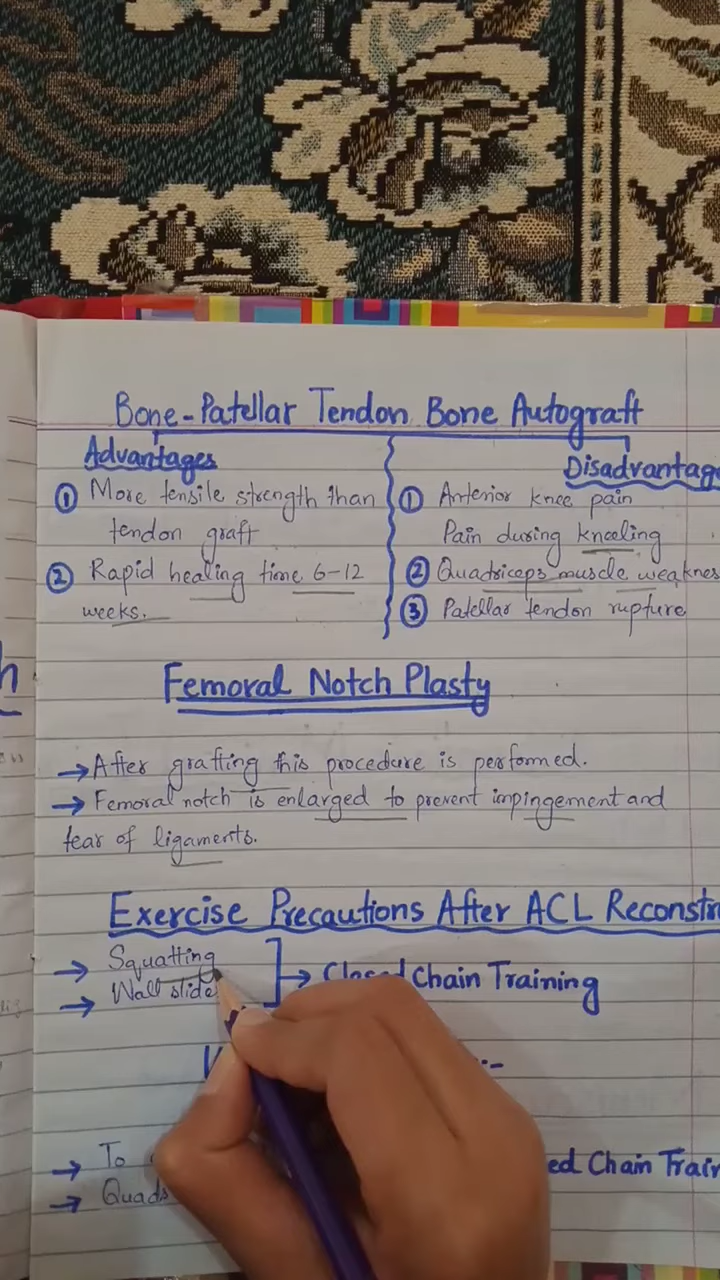 Bone-Patellar Tendon Bone Autograft
Advantages
① More tensile strength than
tendon graft
② Rapid healing time 6-12
weeks.
Disadvantag
① Anterior knee pain
Pain during kneeling
② Quadriceps muscle weaknes
③ Patellar tendon rupture
Femoral Notch Plasty
→ After grafting this procedure is performed.
→ Femoral notch is enlarged to prevent impingement and
tear of ligaments.
Exercise Precautions After ACL Reconstru
→ Squatting
→ Wall slide
→ Closed Chain Training
→ To
ed Chain Train
→ Quads